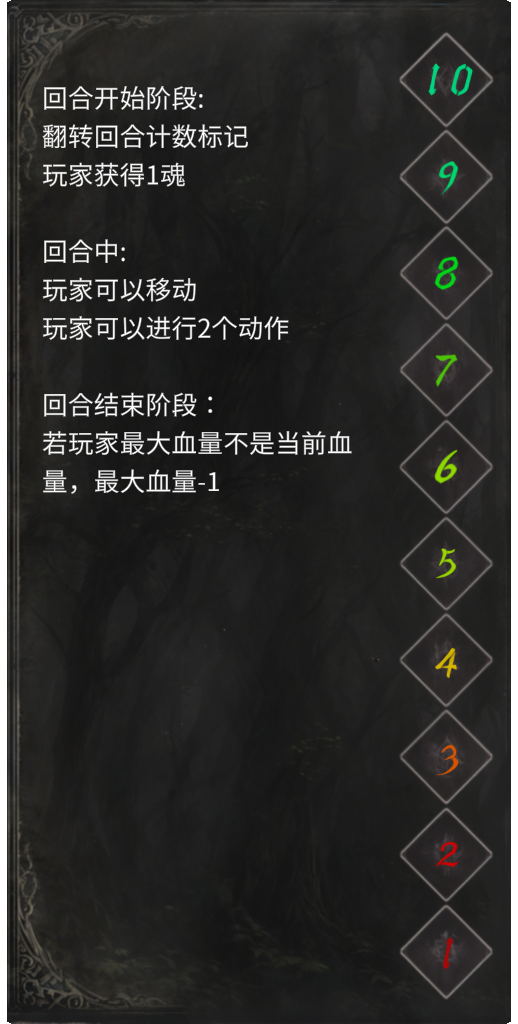 回合开始阶段:
翻转回合计数标记
玩家获得1魂
回合中:
玩家可以移动
玩家可以进行2个动作
回合结束阶段：
若玩家最大血量不是当前血
量，最大血量-1
10
9
8
7
6
5
4
3
2
1